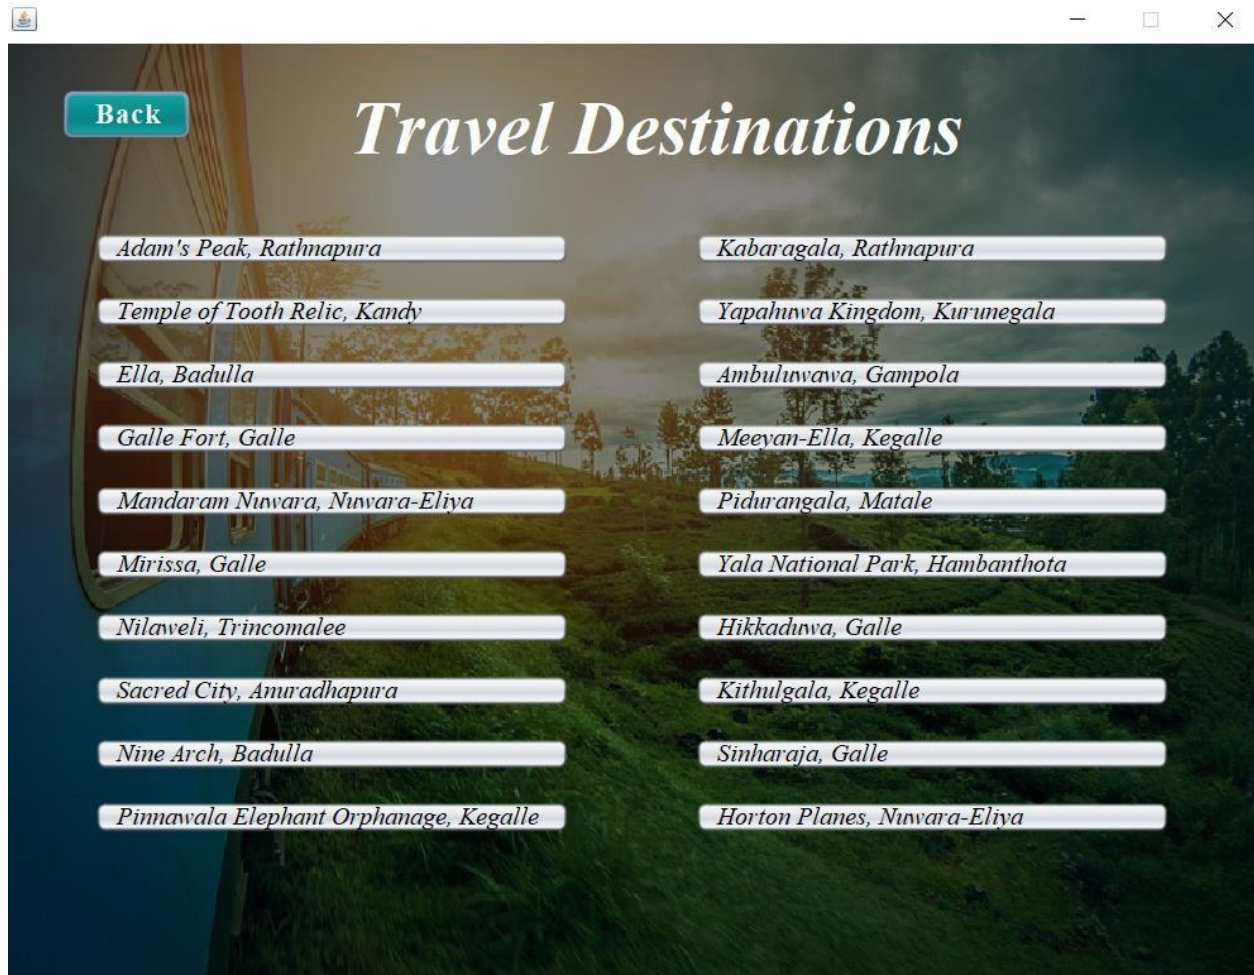 Back
Travel Destinations
Adam's Peak, Rathnapura
Temple of Tooth Relic, Kandy
Ella, Badulla
Galle Fort, Galle
Mandaram Nuwara, Nuwara-Eliya
Mirissa, Galle
Nilaweli, Trincomalee
Sacred City, Anuradhapura
Nine Arch, Badulla
Pinnawala Elephant Orphanage, Kegalle
Kabaragala, Rathnapura
Yapahuwa Kingdom, Kurunegala
Ambuluwawa, Gampola
Meeyan-Ella, Kegalle
Pidurangala, Matale
Yala National Park, Hambanthota
Hikkaduwa, Galle
Kithulgala, Kegalle
Sinharaja, Galle
Horton Planes, Nuwara-Eliya